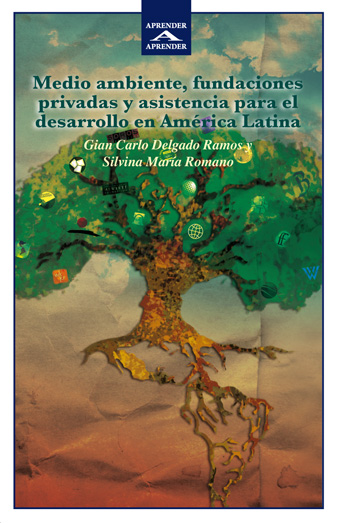 APRENDER
A
APRENDER
Medio ambiente, fundaciones
privadas y asistencia para el
desarrollo en América Latina
Gian Carlo Delgado Ramos y
Silvina María Romano
W